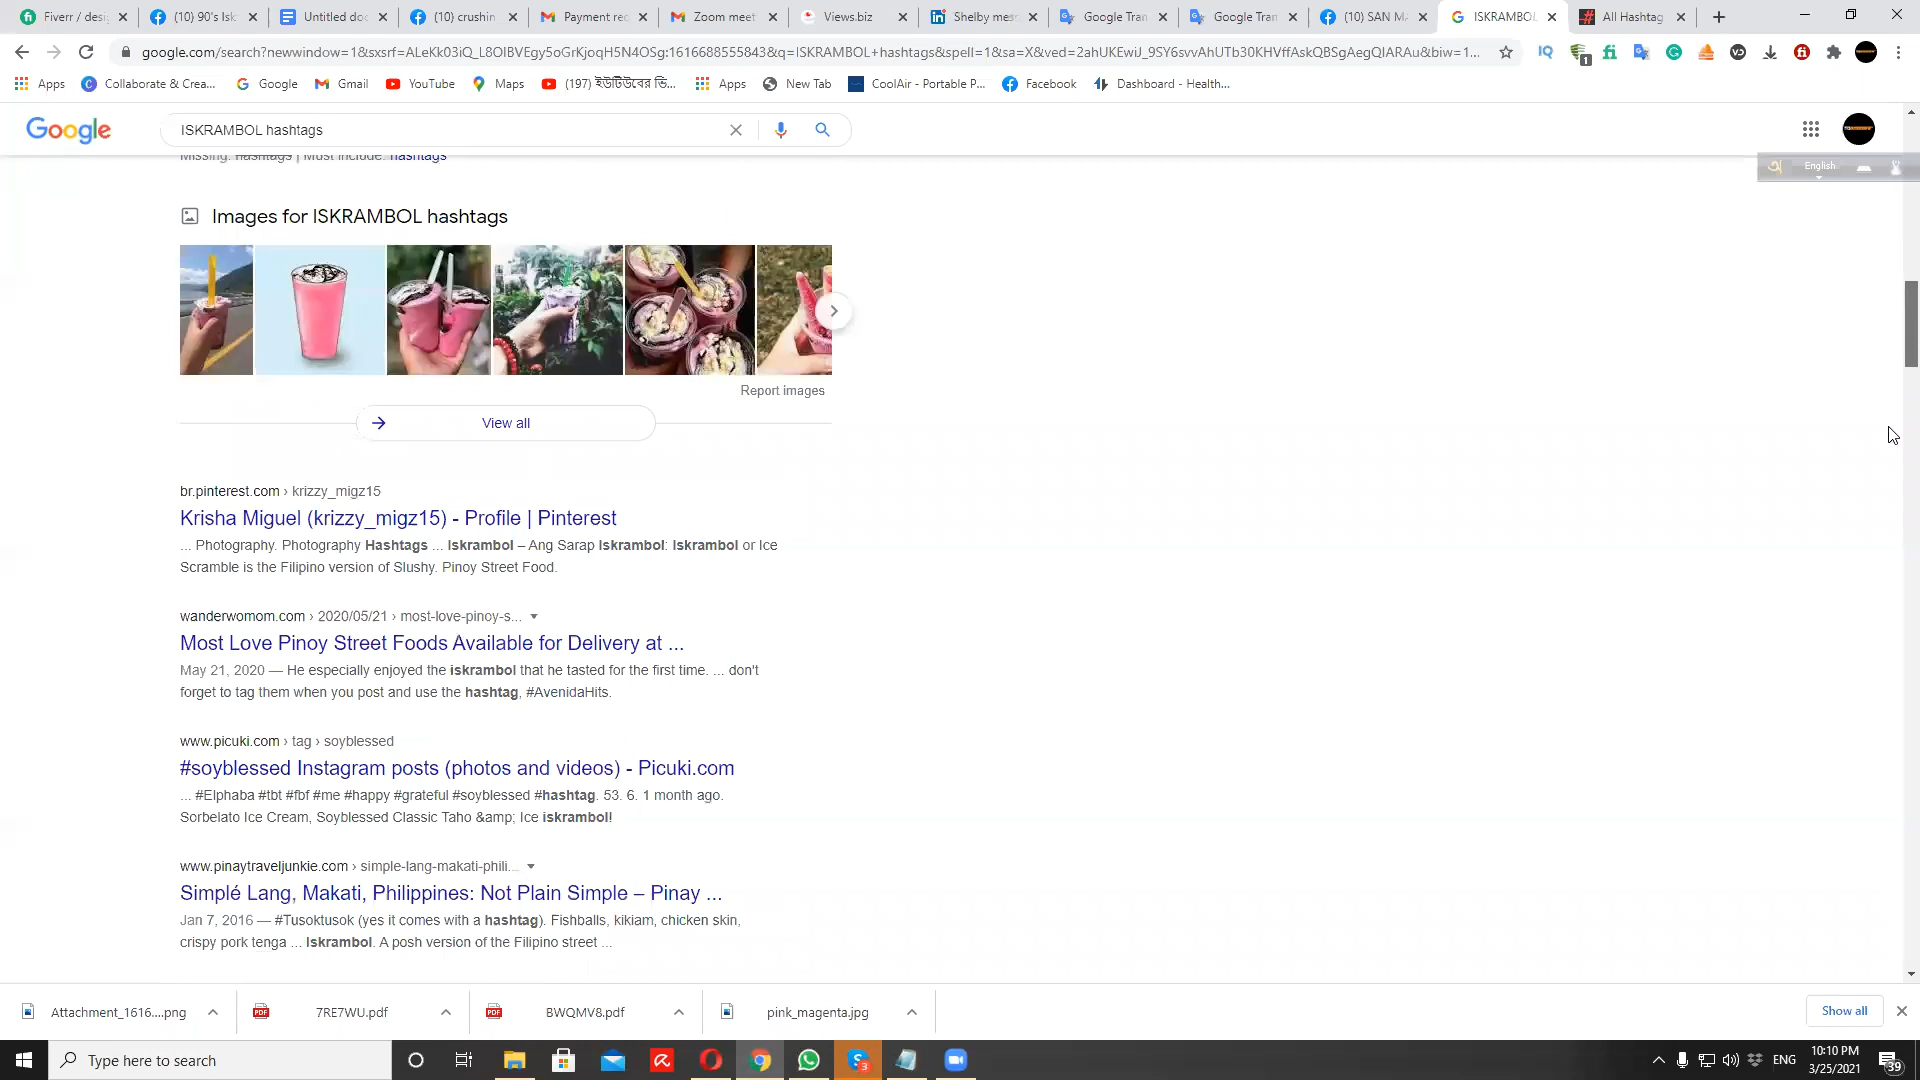 Fiverr / desi
(10) 90's Isk
Untitled doc
(10) crushin
Payment rec
Zoom meet
Views.biz
Shelby mess
Google Tran
Google Tran
(10) SAN MA
ISKRAMBOL
All Hashtag
google.com/search?newwindow=1&sxsrf=ALeKk03iQ_L8OIBVEgy5oGrKjoqH5N4OSg:1616688555843&q=ISKRAMBOL+hashtags&spell=1&sa=X&ved=2ahUKEwiJ_9SY6svvAhUTb30KHVffAskQBSgAegQIARAu&biw=1...
Apps
Collaborate & Crea...
Google
Gmail
YouTube
Maps
(197) ইউটিউবের ভি...
Apps
New Tab
CoolAir - Portable P...
Facebook
Dashboard - Health...
Google
ISKRAMBOL hashtags
Missing: hashtags | Must include: hashtags
English
Images for ISKRAMBOL hashtags
Report images
View all
br.pinterest.com › krizzy_migz15
Krisha Miguel (krizzy_migz15) - Profile | Pinterest
... Photography. Photography Hashtags ... Iskrambol – Ang Sarap Iskrambol: Iskrambol or Ice
Scramble is the Filipino version of Slushy. Pinoy Street Food.
wanderwomom.com › 2020/05/21 › most-love-pinoy-s...
Most Love Pinoy Street Foods Available for Delivery at ...
May 21, 2020 — He especially enjoyed the iskrambol that he tasted for the first time. ... don't
forget to tag them when you post and use the hashtag, #AvenidaHits.
www.picuki.com › tag › soyblessed
#soyblessed Instagram posts (photos and videos) - Picuki.com
... #Elphaba #tbt #fbf #me #happy #grateful #soyblessed #hashtag. 53. 6. 1 month ago.
Sorbelato Ice Cream, Soyblessed Classic Taho &amp; Ice iskrambol!
www.pinaytraveljunkie.com › simple-lang-makati-phili...
Simplé Lang, Makati, Philippines: Not Plain Simple – Pinay ...
Jan 7, 2016 — #Tusoktusok (yes it comes with a hashtag). Fishballs, kikiam, chicken skin,
crispy pork tenga ... Iskrambol. A posh version of the Filipino street ...
Attachment_1616....png
7RE7WU.pdf
BWQMV8.pdf
pink_magenta.jpg
Show all
Type here to search
ENG
10:10 PM
3/25/2021
39